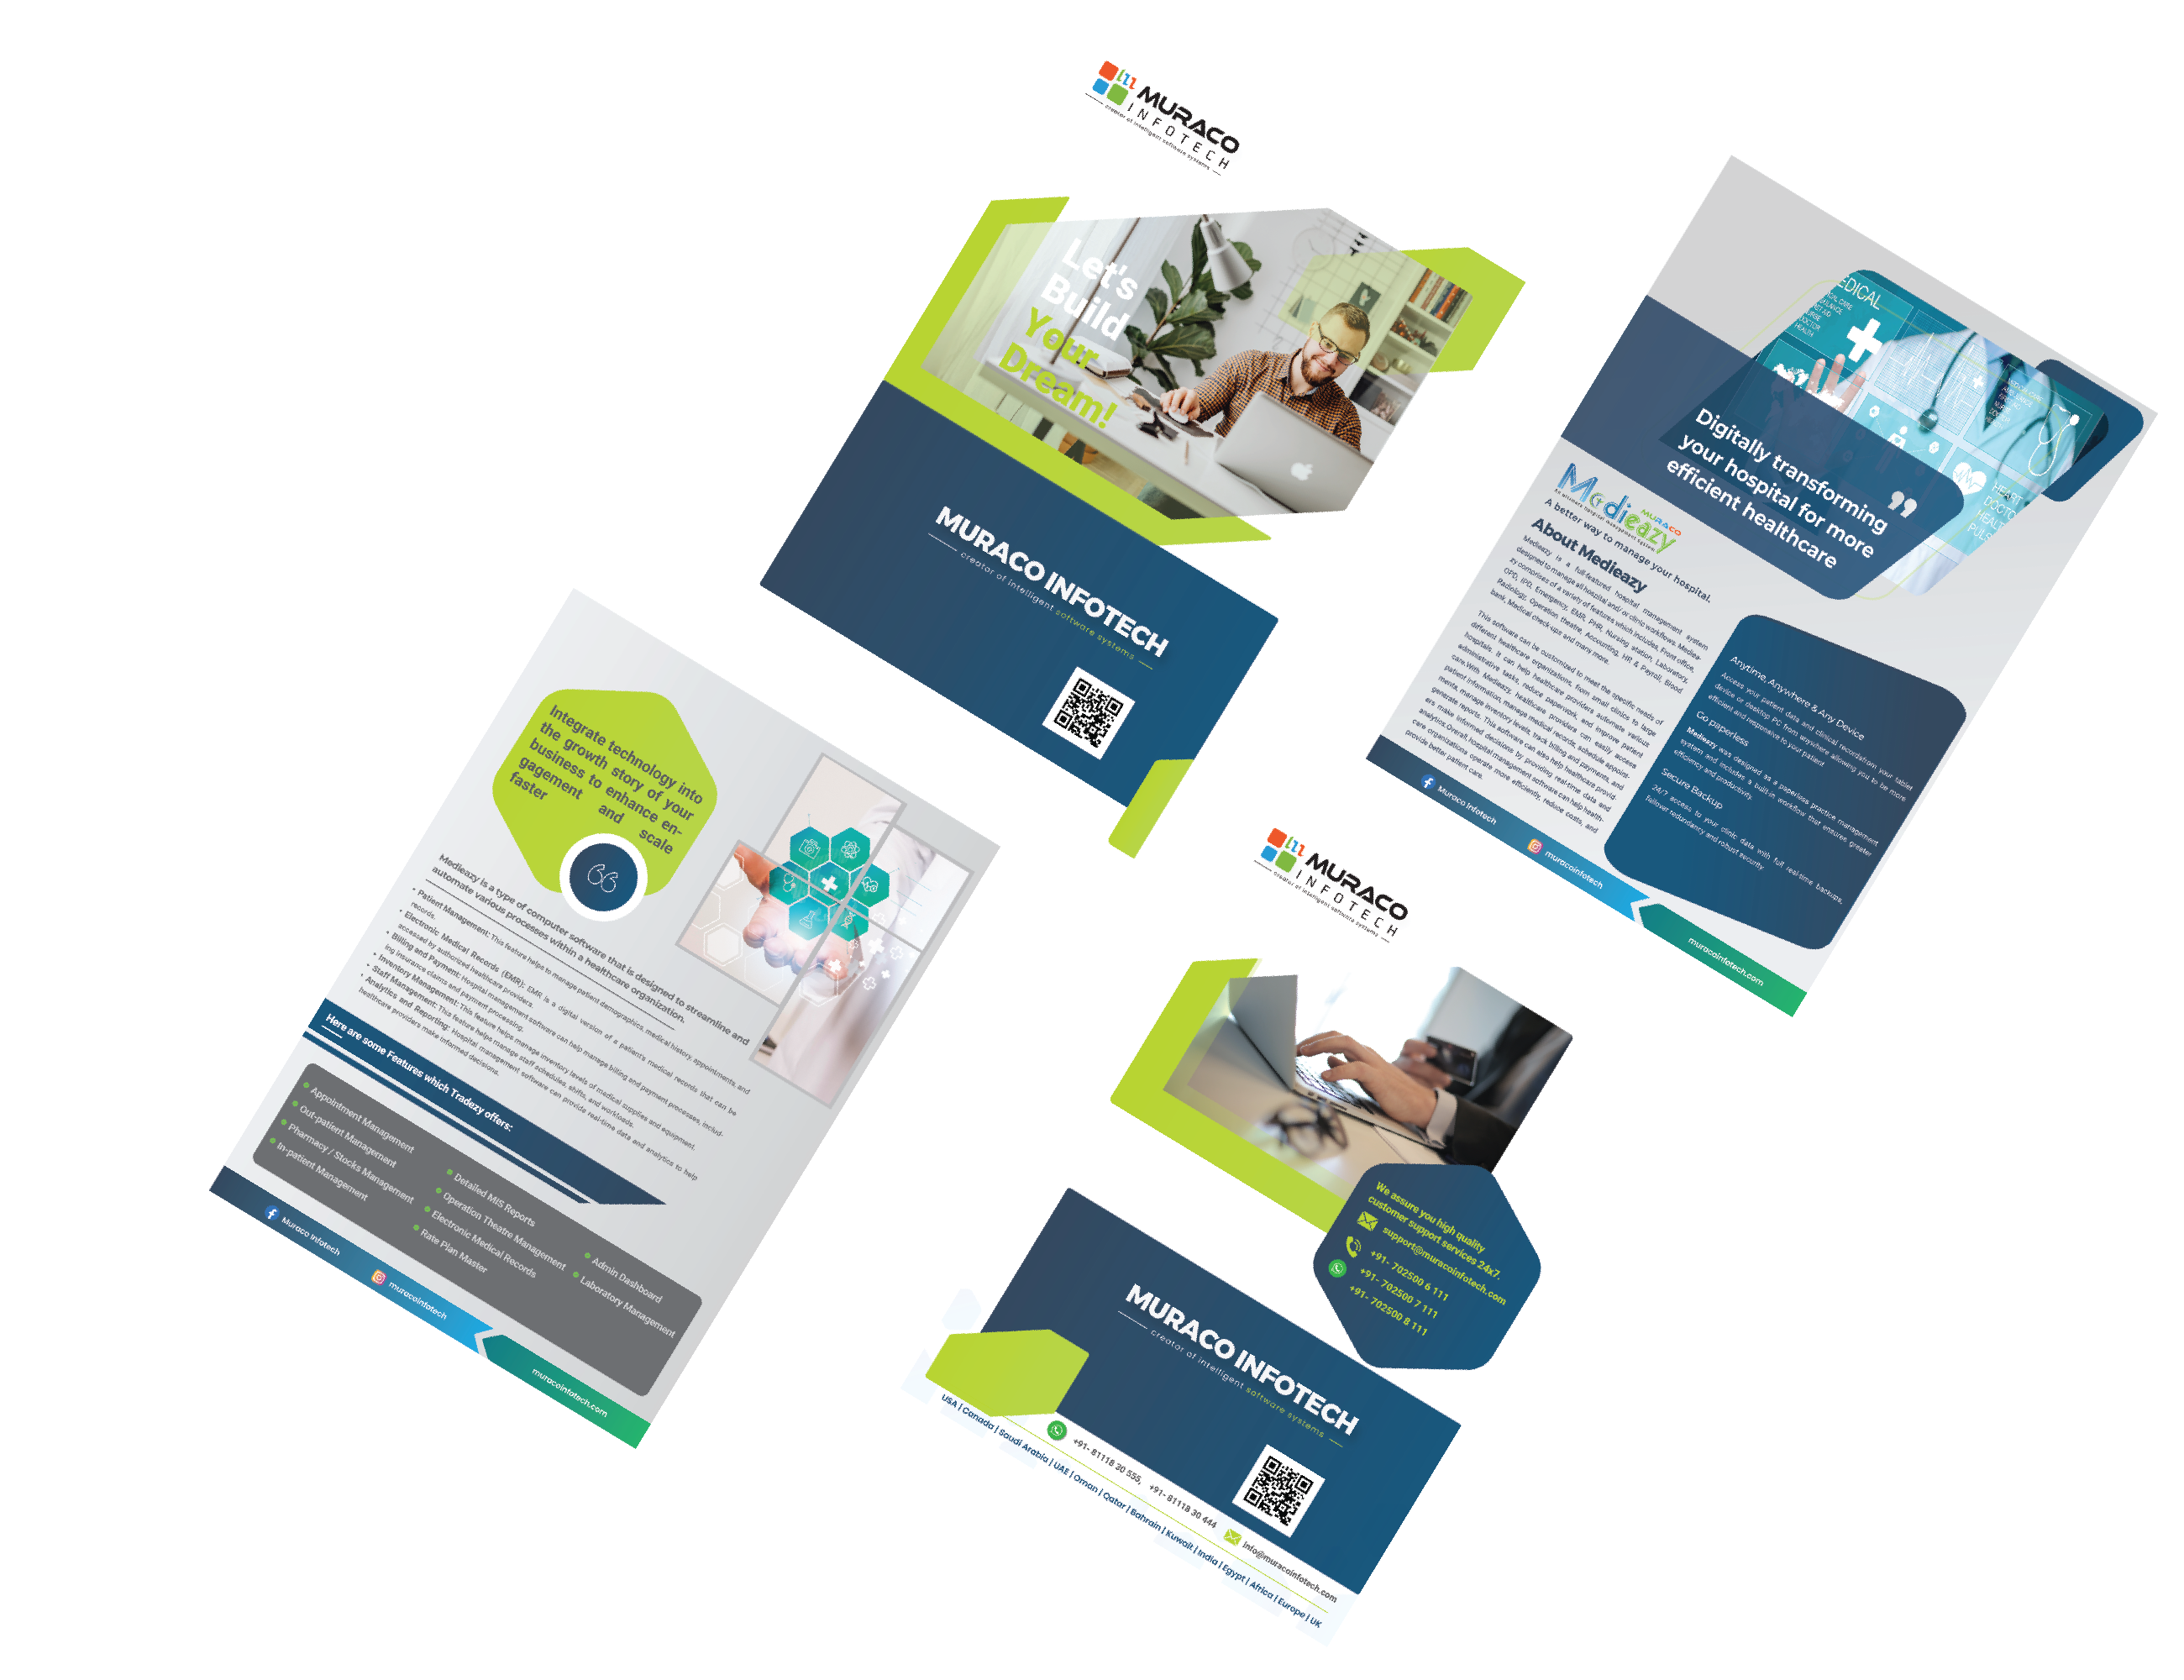 MURACO
INFOTECH
creator of intelligent software systems
Let's
Build
Your
Dream!
MURACO INFOTECH
creator of intelligent software systems
EDICAL
HEART
DOCTO
HEAL
PULS
Digitally transforming
your hospital for more
efficient healthcare
Medieazy
MURACO
An ultimate hospital management System
A better way to manage your hospital.
About Medieazy
Medieazy is a full-featured hospital management system
designed to manage all hospital and/ or clinic workflows. Mediea-
zy comprises of a variety of features which includes, Front office,
OPD, IPD, Emergency, EMR, PHR, Nursing station, Laboratory,
Radiology, Operation theatre, Accounting, HR & Payroll, Blood
bank, Medical check-ups and many more.
This software can be customized to meet the specific needs of
different healthcare organizations, from small clinics to large
hospitals. It can help healthcare providers automate various
administrative tasks, reduce paperwork, and improve patient
care.With Medieazy, healthcare providers can easily access
patient information, manage medical records, schedule appoint-
ments, manage inventory levels, track billing and payments, and
generate reports. This software can also help healthcare provid-
ers make informed decisions by providing real-time data and
analytics.Overall, hospital management software can help health-
care organizations operate more efficiently, reduce costs, and
provide better patient care.
Anytime, Anywhere & Any Device
Access your patient data and clinical recordsfrom your tablet
device or desktop PC from anywhere allowing you to be more
efficient and responsive to your patient
Go paperless
Medieazy was designed as a paperless practice management
system and includes a built-in workflow that ensures greater
efficiency and productivity.
Secure Backup
24/7 access to your clinic data with full real-time backups,
failover redundancy and robust security.
Muraco Infotech
muracoinfotech
muracoinfotech.com
Integrate technology into
the growth story of your
business to enhance en-
gagement and scale
faster
Medieazy is a type of computer software that is designed to streamline and
automate various processes within a healthcare organization.
• Patient Management: This feature helps to manage patient demographics, medical history, appointments, and
records.
• Electronic Medical Records (EMR): EMR is a digital version of a patient's medical records that can be
accessed by authorized healthcare providers.
• Billing and Payment: Hospital management software can help manage billing and payment processes, includ-
ing insurance claims and payment processing.
• Inventory Management: This feature helps manage inventory levels of medical supplies and equipment.
• Staff Management: This feature helps manage staff schedules, shifts, and workloads.
• Analytics and Reporting: Hospital management software can provide real-time data and analytics to help
healthcare providers make informed decisions.
Here are some Features which Tradezy offers:
Appointment Management
Out-patient Management
Pharmacy / Stocks Management
In-patient Management
Detailed MIS Reports
Operation Theatre Management
Electronic Medical Records
Rate Plan Master
Admin Dashboard
Laboratory Management
Muraco Infotech
muracoinfotech
muracoinfotech.com
MURACO
INFOTECH
creator of intelligent software systems
We assure you high quality
customer support services 24x7.
support@muracoinfotech.com
+91- 702500 6 111
+91- 702500 7 111
+91- 702500 8 111
MURACO INFOTECH
creator of intelligent software systems
+91- 81118 30 555, +91- 81118 30 444
info@muracoinfotech.com
USA | Canada | Saudi Arabia | UAE | Oman | Qatar | Bahrain | Kuwait | India | Egypt | Africa | Europe | UK